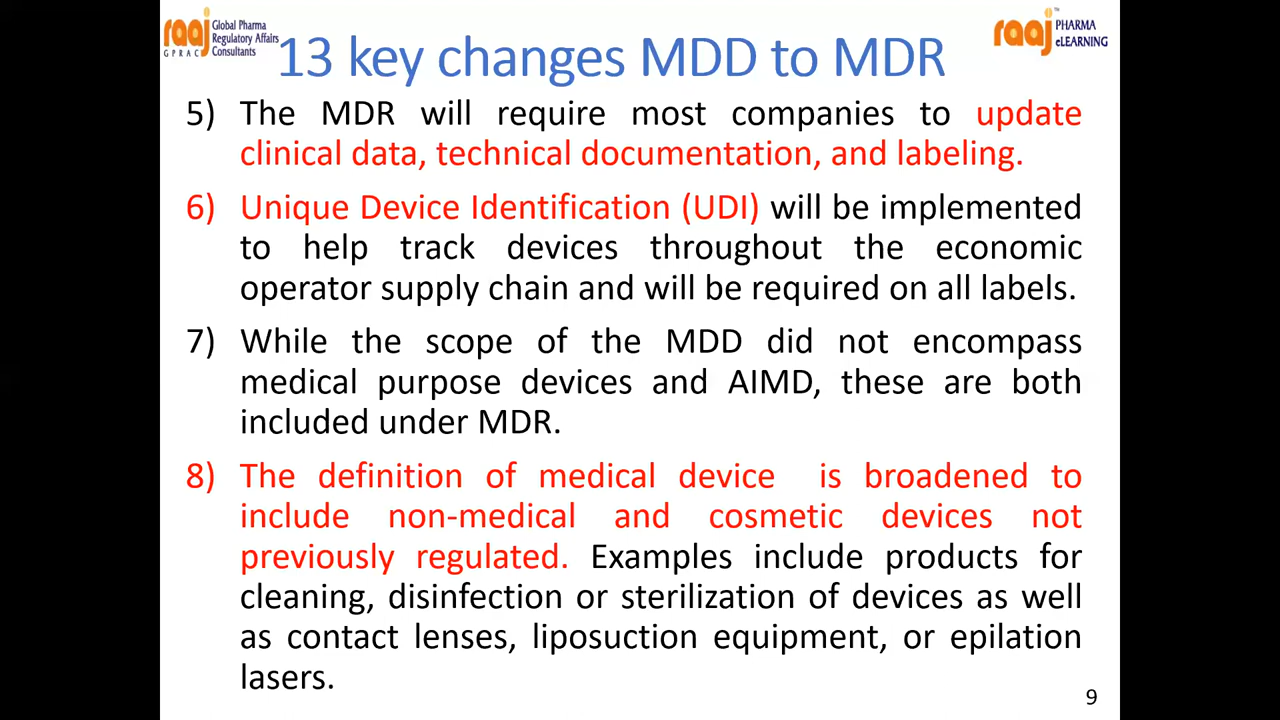 raaj
GPRAC
Global Pharma
Regulatory Affairs
Consultants
13 key changes MDD to MDR
raaj
™
PHARMA
eLEARNING
5) The MDR will require most companies to update
clinical data, technical documentation, and labeling.
6) Unique Device Identification (UDI) will be implemented
to help track devices throughout the economic
operator supply chain and will be required on all labels.
7) While the scope of the MDD did not encompass
medical purpose devices and AIMD, these are both
included under MDR.
8) The definition of medical device is broadened to
include non-medical and cosmetic devices not
previously regulated. Examples include products for
cleaning, disinfection or sterilization of devices as well
as contact lenses, liposuction equipment, or epilation
lasers.
9